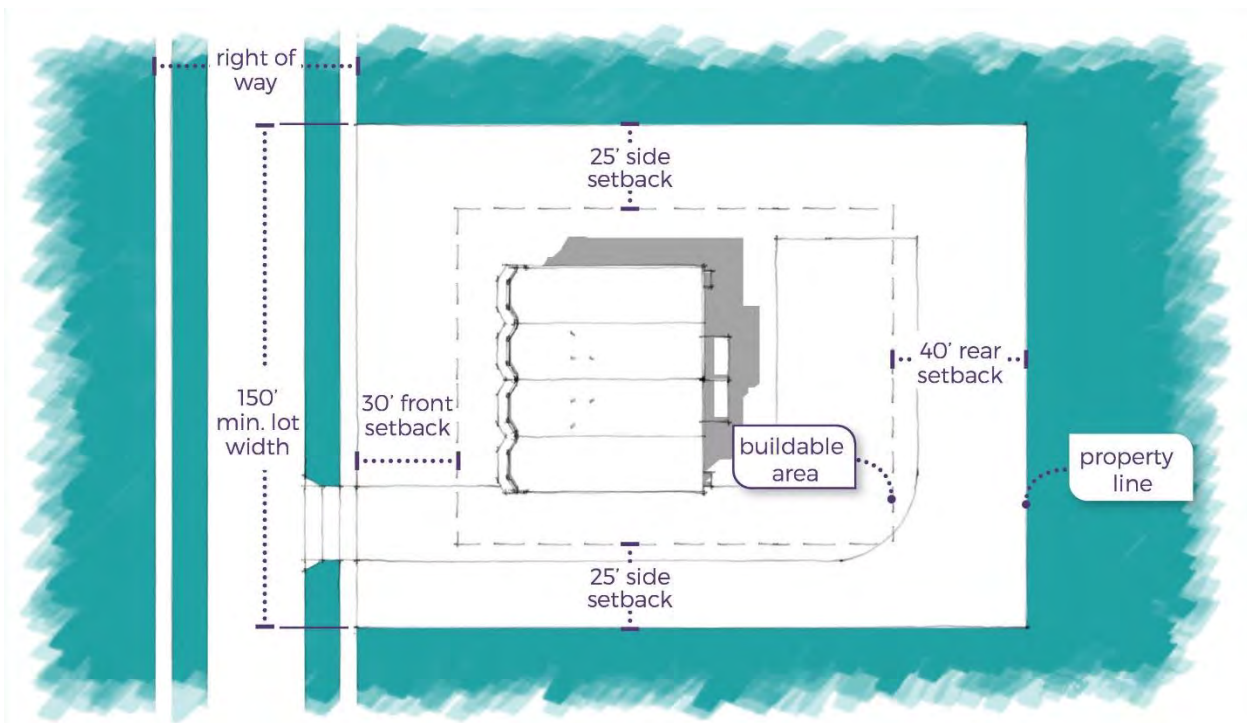 right of
way
25’ side
setback
150’
min. lot
width
30’ front
setback
40’ rear
setback
buildable
area
property
line
25’ side
setback